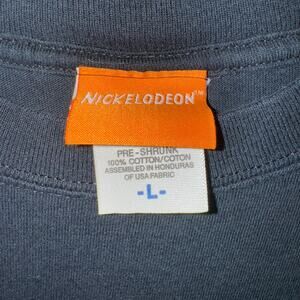 NICKELODEON™
PRE-SHRUNK
100% COTTON/COTON
ASSEMBLED IN HONDURAS
OF USA FABRIC
-L-